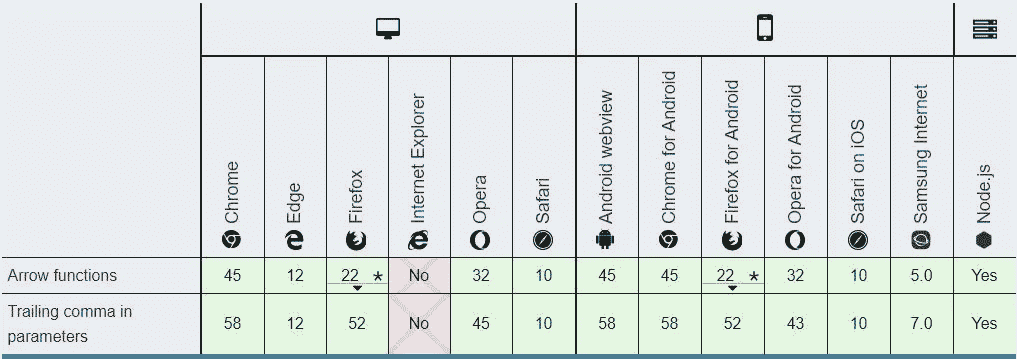 Chrome
Edge
Firefox
Internet Explorer
Opera
Safari
Android webview
Chrome for Android
Firefox for Android
Opera for Android
Safari on iOS
Samsung Internet
Node.js
Arrow functions 45 12 22 * No 32 10 45 45 22 * 32 10 5.0 Yes
Trailing comma in
parameters 58 12 52 No 45 10 58 58 52 43 10 7.0 Yes